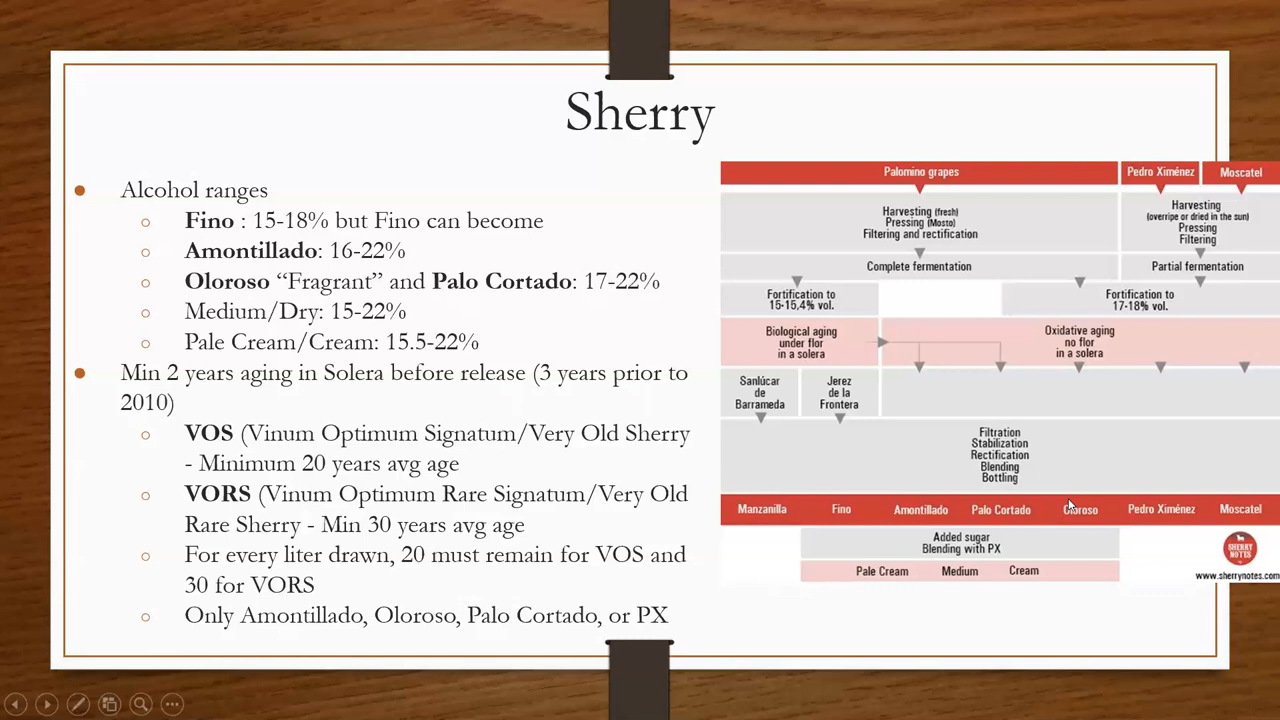 Sherry
Alcohol ranges
Fino : 15-18% but Fino can become
Amontillado: 16-22%
Oloroso “Fragrant” and Palo Cortado: 17-22%
Medium/Dry: 15-22%
Pale Cream/Cream: 15.5-22%
Min 2 years aging in Solera before release (3 years prior to
2010)
VOS (Vinum Optimum Signatum/Very Old Sherry
- Minimum 20 years avg age
VORS (Vinum Optimum Rare Signatum/Very Old
Rare Sherry - Min 30 years avg age
For every liter drawn, 20 must remain for VOS and
30 for VORS
Only Amontillado, Oloroso, Palo Cortado, or PX
Palomino grapes
Pedro Ximénez
Moscatel
Harvesting (fresh)
Pressing (Mosto)
Filtering and rectification
Harvesting
(overripe or dried in the sun)
Pressing
Filtering
Complete fermentation
Partial fermentation
Fortification to
15-15,4% vol.
Fortification to
17-18% vol.
Biological aging
under flor
in a solera
Oxidative aging
no flor
in a solera
Sanlúcar
de
Barrameda
Jerez
de la
Frontera
Filtration
Stabilization
Rectification
Blending
Bottling
Manzanilla
Fino
Amontillado
Palo Cortado
Oloroso
Pedro Ximénez
Moscatel
Added sugar
Blending with PX
Pale Cream
Medium
Cream
SHERRY
NOTES
www.sherrynotes.com